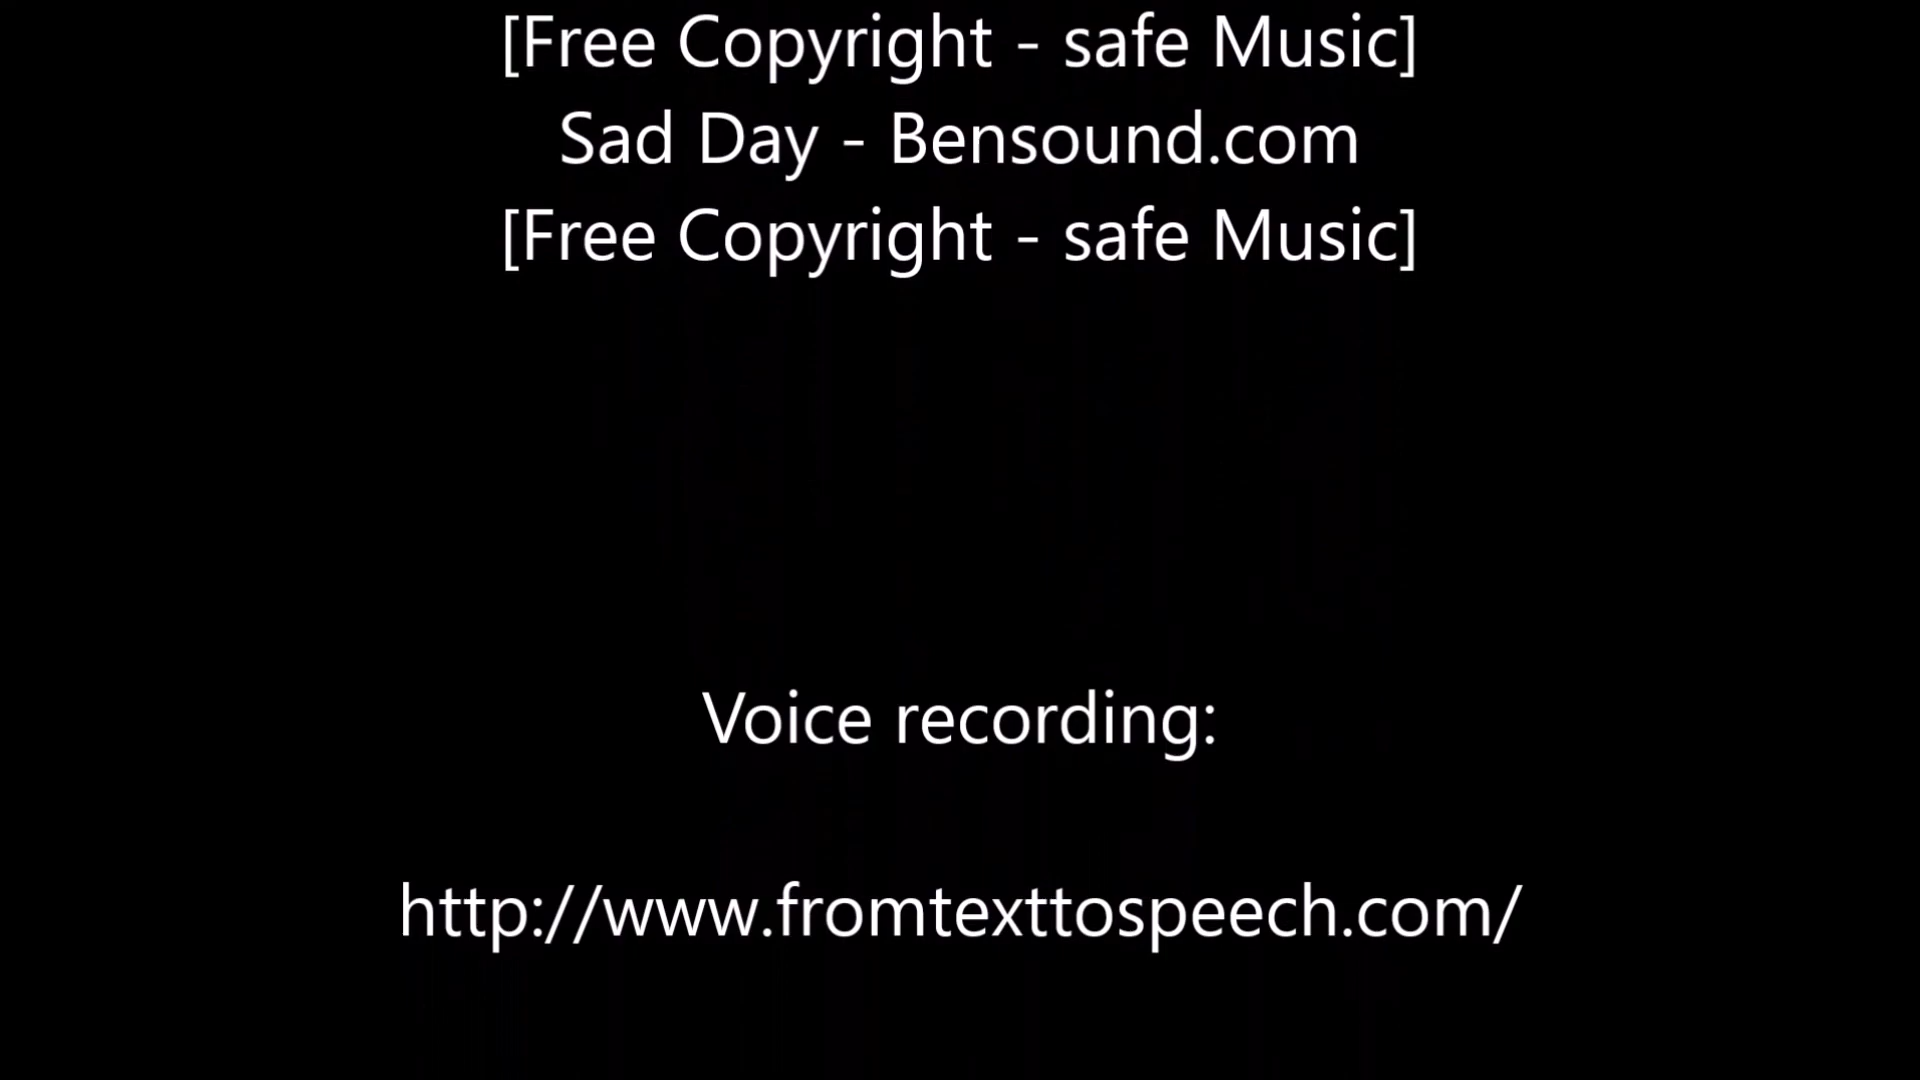 [Free Copyright - safe Music]
Sad Day - Bensound.com
[Free Copyright - safe Music]
Voice recording:
http://www.fromtexttospeech.com/